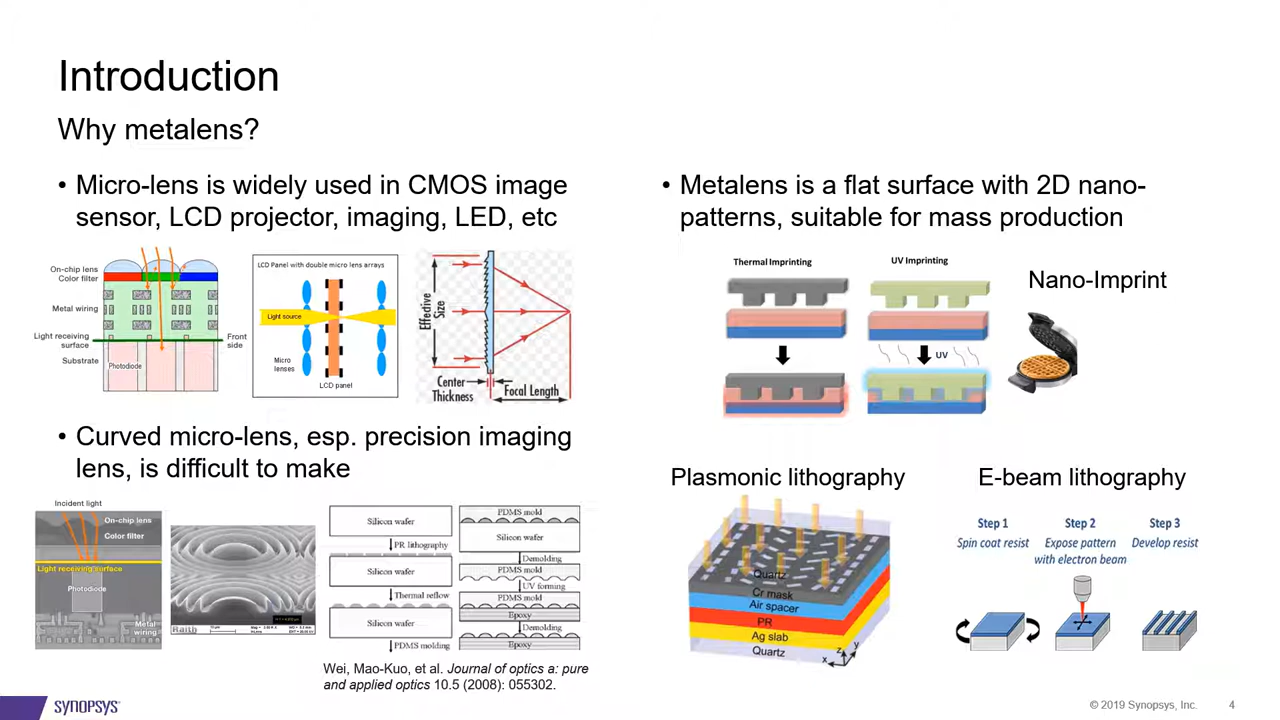 Introduction
Why metalens?
• Micro-lens is widely used in CMOS image
sensor, LCD projector, imaging, LED, etc
On-chip lens
Color filter
Metal wiring
Light receiving
surface
Front
side
Substrate
Photodiode
LCD Panel with double micro lens arrays
Light source
Micro
lenses
LCD panel
Effective
Size
Center
Thickness
Focal Length
• Curved micro-lens, esp. precision imaging
lens, is difficult to make
Incident light
On-chip lens
Color filter
Light receiving surface
Photodiode
Metal
wiring
Raith
Silicon wafer
PR lithography
Silicon wafer
Thermal reflow
Silicon wafer
PDMS molding
PDMS mold
Silicon wafer
Demolding
PDMS mold
UV forming
PDMS mold
Epoxy
Demolding
Epoxy
Wei, Mao-Kuo, et al. Journal of optics a: pure
and applied optics 10.5 (2008): 055302.
• Metalens is a flat surface with 2D nano-
patterns, suitable for mass production
Thermal Imprinting
UV Imprinting
UV
Nano-Imprint
Plasmonic lithography
Quartz
Cr mask
Air spacer
PR
Ag slab
Quartz
x
z
y
E-beam lithography
Step 1
Spin coat resist
Step 2
Expose pattern
with electron beam
Step 3
Develop resist
SYNOPSYS
© 2019 Synopsys, Inc.
4